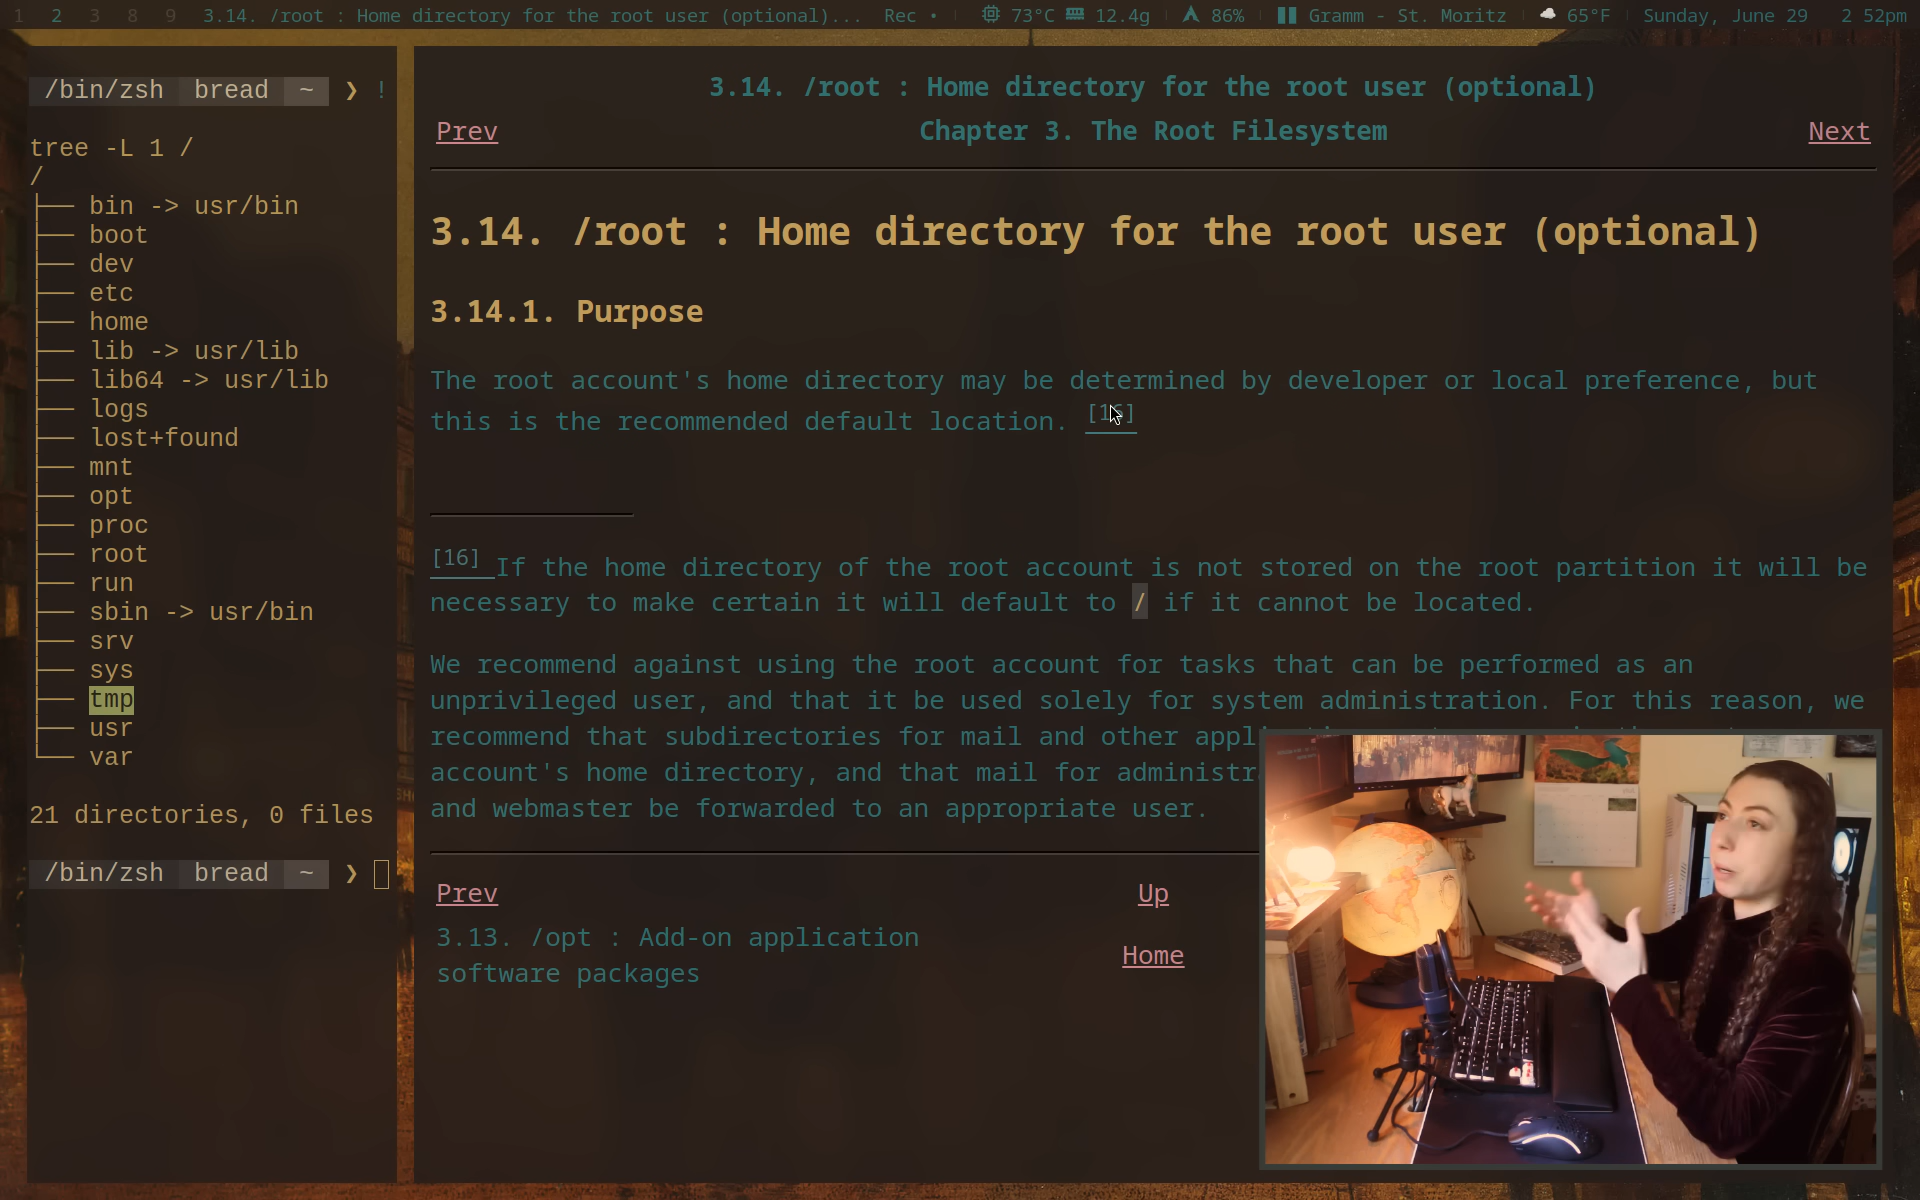 1 2 3 8 9 3.14. /root : Home directory for the root user (optional)... Rec • 73°C 12.4g 86% Gramm - St. Moritz 65°F Sunday, June 29 2 52pm
/bin/zsh bread ~ ❯ !
tree -L 1 /
/
├── bin -> usr/bin
├── boot
├── dev
├── etc
├── home
├── lib -> usr/lib
├── lib64 -> usr/lib
├── logs
├── lost+found
├── mnt
├── opt
├── proc
├── root
├── run
├── sbin -> usr/bin
├── srv
├── sys
├── tmp
├── usr
└── var
21 directories, 0 files
/bin/zsh bread ~ ❯
3.14. /root : Home directory for the root user (optional)
Prev Chapter 3. The Root Filesystem Next
3.14. /root : Home directory for the root user (optional)
3.14.1. Purpose
The root account's home directory may be determined by developer or local preference, but
this is the recommended default location. [16]
[16] If the home directory of the root account is not stored on the root partition it will be
necessary to make certain it will default to / if it cannot be located.
We recommend against using the root account for tasks that can be performed as an
unprivileged user, and that it be used solely for system administration. For this reason, we
recommend that subdirectories for mail and other appl
account's home directory, and that mail for administr
and webmaster be forwarded to an appropriate user.
Prev Up
3.13. /opt : Add-on application
software packages
Home